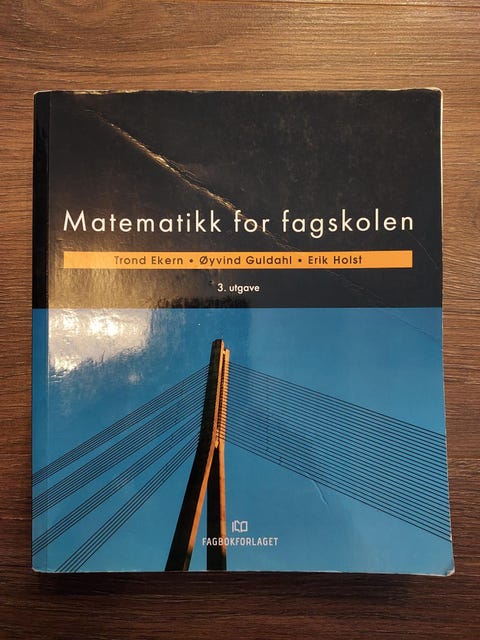 Matematikk for fagskolen
Trond Ekern • Øyvind Guldahl • Erik Holst
3. utgave
FAGBOKFORLAGET